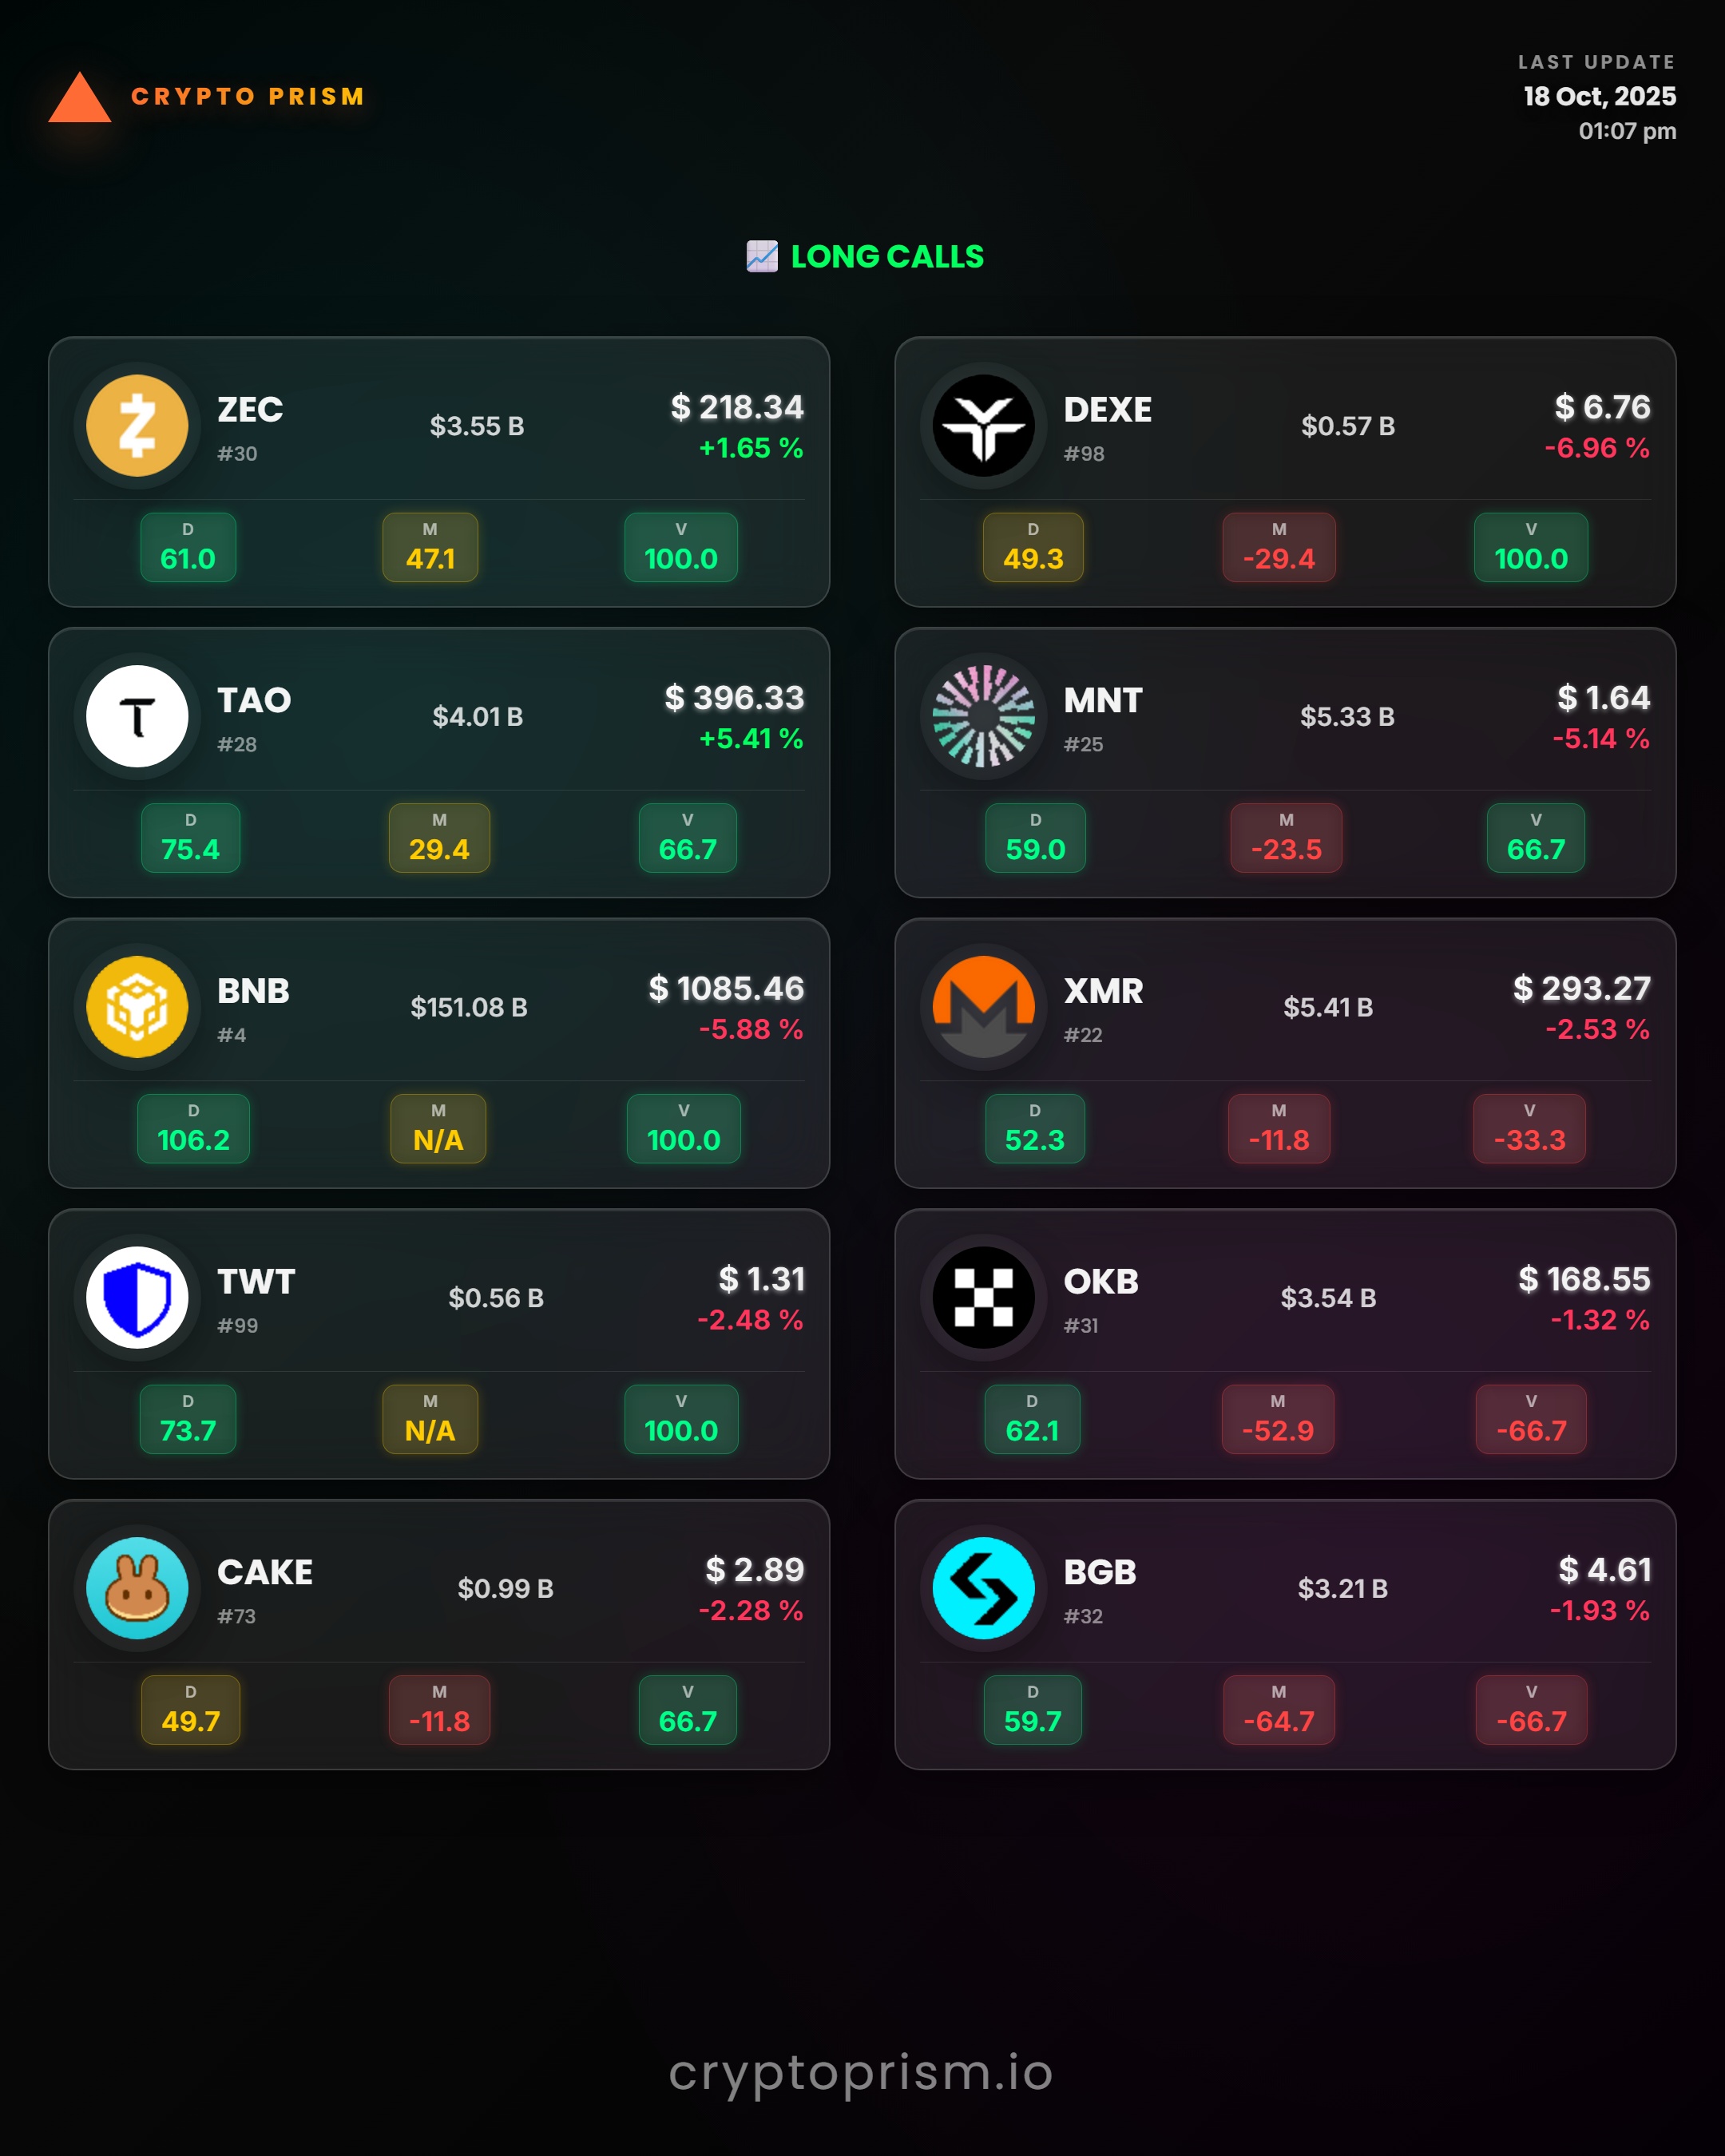 CRYPTO PRISM
LAST UPDATE
18 Oct, 2025
01:07 pm
LONG CALLS
ZEC
#30
$3.55 B
$ 218.34
+1.65 %
D
61.0
M
47.1
V
100.0
DEXE
#98
$0.57 B
$ 6.76
-6.96 %
D
49.3
M
-29.4
V
100.0
TAO
#28
$4.01 B
$ 396.33
+5.41 %
D
75.4
M
29.4
V
66.7
MNT
#25
$5.33 B
$ 1.64
-5.14 %
D
59.0
M
-23.5
V
66.7
BNB
#4
$151.08 B
$ 1085.46
-5.88 %
D
106.2
M
N/A
V
100.0
XMR
#22
$5.41 B
$ 293.27
-2.53 %
D
52.3
M
-11.8
V
-33.3
TWT
#99
$0.56 B
$ 1.31
-2.48 %
D
73.7
M
N/A
V
100.0
OKB
#31
$3.54 B
$ 168.55
-1.32 %
D
62.1
M
-52.9
V
-66.7
CAKE
#73
$0.99 B
$ 2.89
-2.28 %
D
49.7
M
-11.8
V
66.7
BGB
#32
$3.21 B
$ 4.61
-1.93 %
D
59.7
M
-64.7
V
-66.7
cryptoprism.io